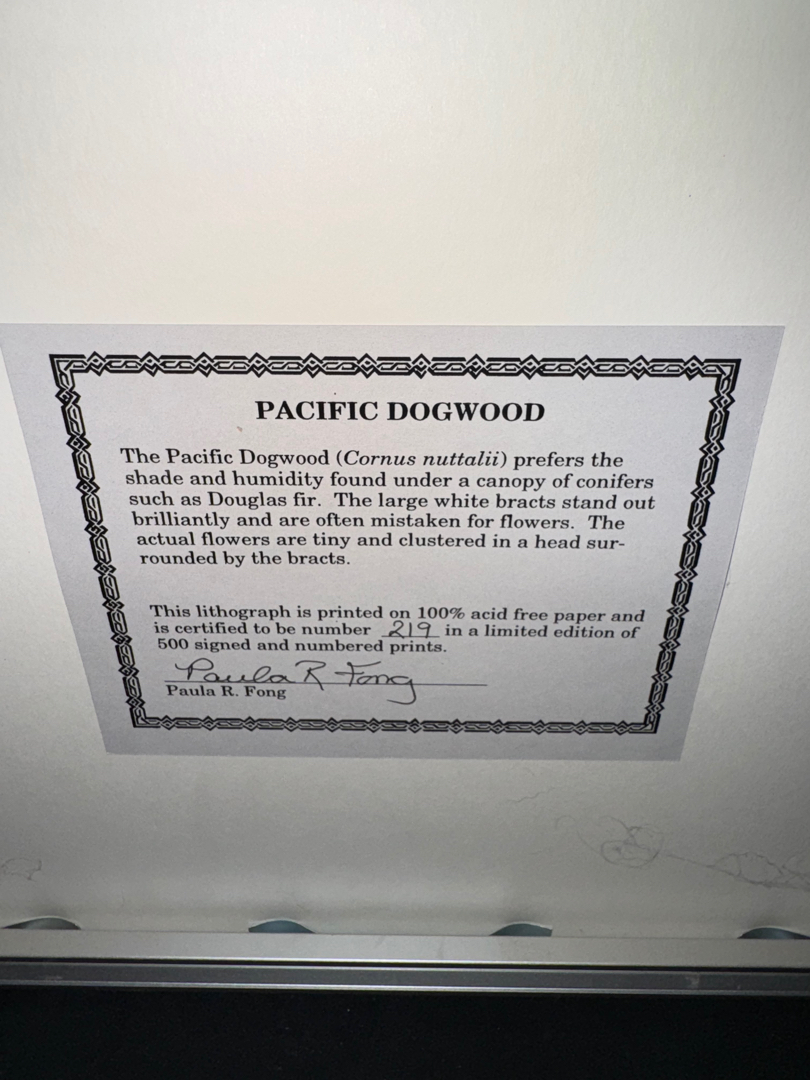 PACIFIC DOGWOOD
The Pacific Dogwood (Cornus nuttalii) prefers the
shade and humidity found under a canopy of conifers
such as Douglas fir. The large white bracts stand out
brilliantly and are often mistaken for flowers. The
actual flowers are tiny and clustered in a head sur-
rounded by the bracts.
This lithograph is printed on 100% acid free paper and
is certified to be number 219 in a limited edition of
500 signed and numbered prints.
Paula R Fong
Paula R. Fong